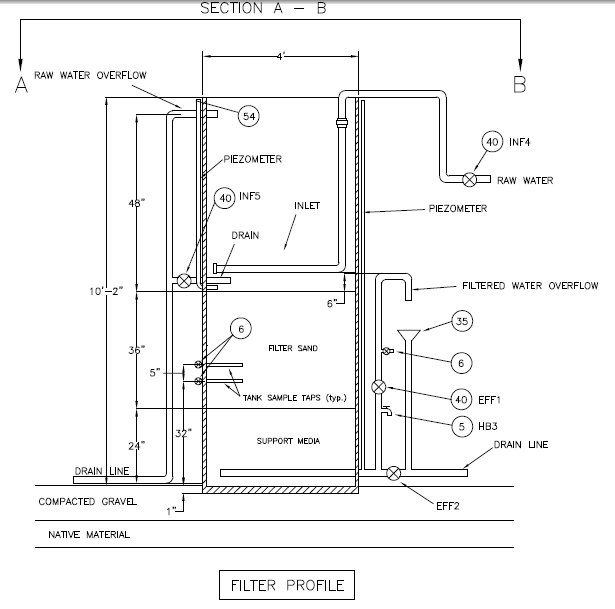 SECTION A - B
4'
A
RAW WATER OVERFLOW
B
54
40 INF4
PIEZOMETER
RAW WATER
40 INF5
48"
INLET
PIEZOMETER
DRAIN
10'-2"
FILTERED WATER OVERFLOW
6"
35
6
36"
FILTER SAND
6
5"
40 EFF1
TANK SAMPLE TAPS (typ.)
5 HB3
32"
24"
SUPPORT MEDIA
DRAIN LINE
DRAIN LINE
COMPACTED GRAVEL
1"
EFF2
NATIVE MATERIAL
FILTER PROFILE